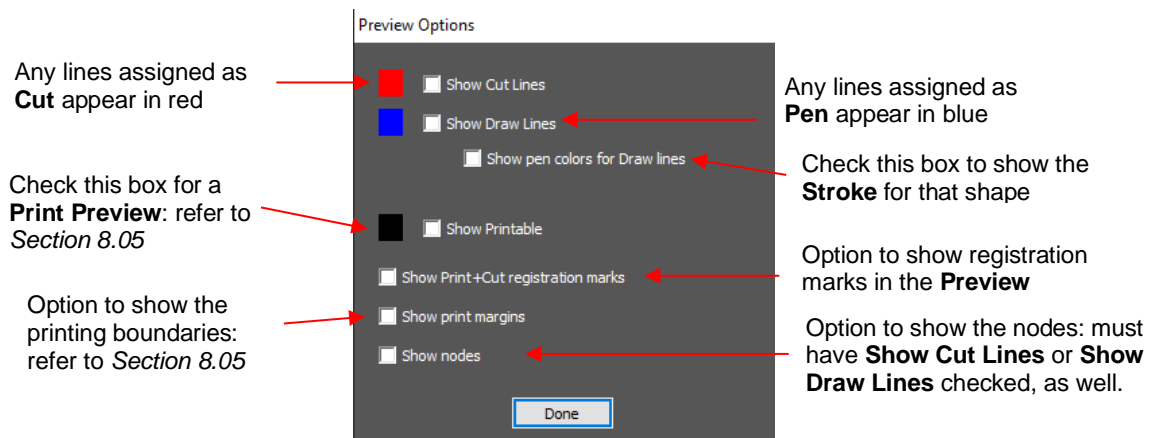 Preview Options
Any lines assigned as
Cut appear in red
Show Cut Lines
Any lines assigned as
Pen appear in blue
Show Draw Lines
Show pen colors for Draw lines
Check this box to show the
Stroke for that shape
Check this box for a
Print Preview: refer to
Section 8.05
Show Printable
Option to show registration
marks in the Preview
Show Print+Cut registration marks
Option to show the
printing boundaries:
refer to Section 8.05
Show print margins
Option to show the nodes: must
have Show Cut Lines or Show
Draw Lines checked, as well.
Show nodes
Done